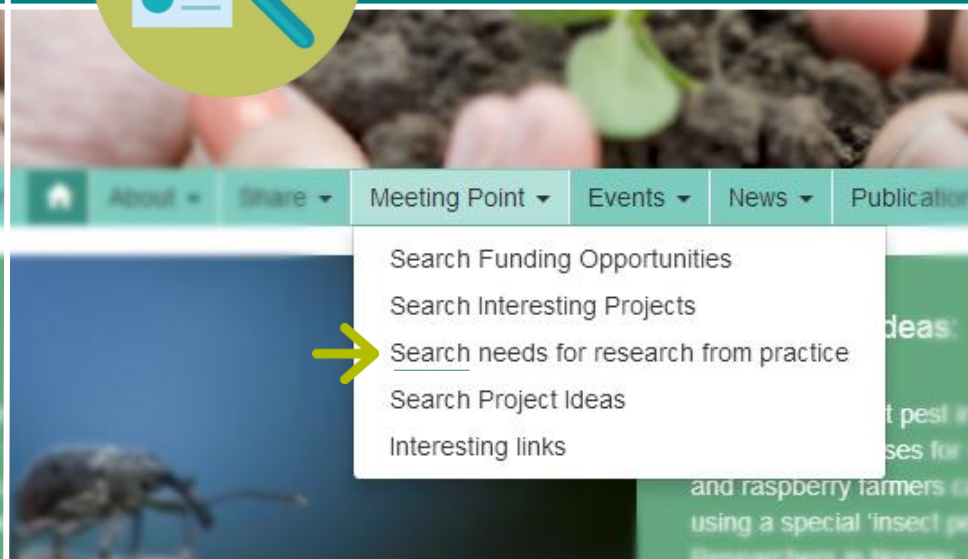 About
Share
Meeting Point
Events
News
Publication
Search Funding Opportunities
Search Interesting Projects
Search needs for research from practice
Search Project Ideas
Interesting links
deas:
t pest
ses for
and raspberry farmers
using a special 'insect